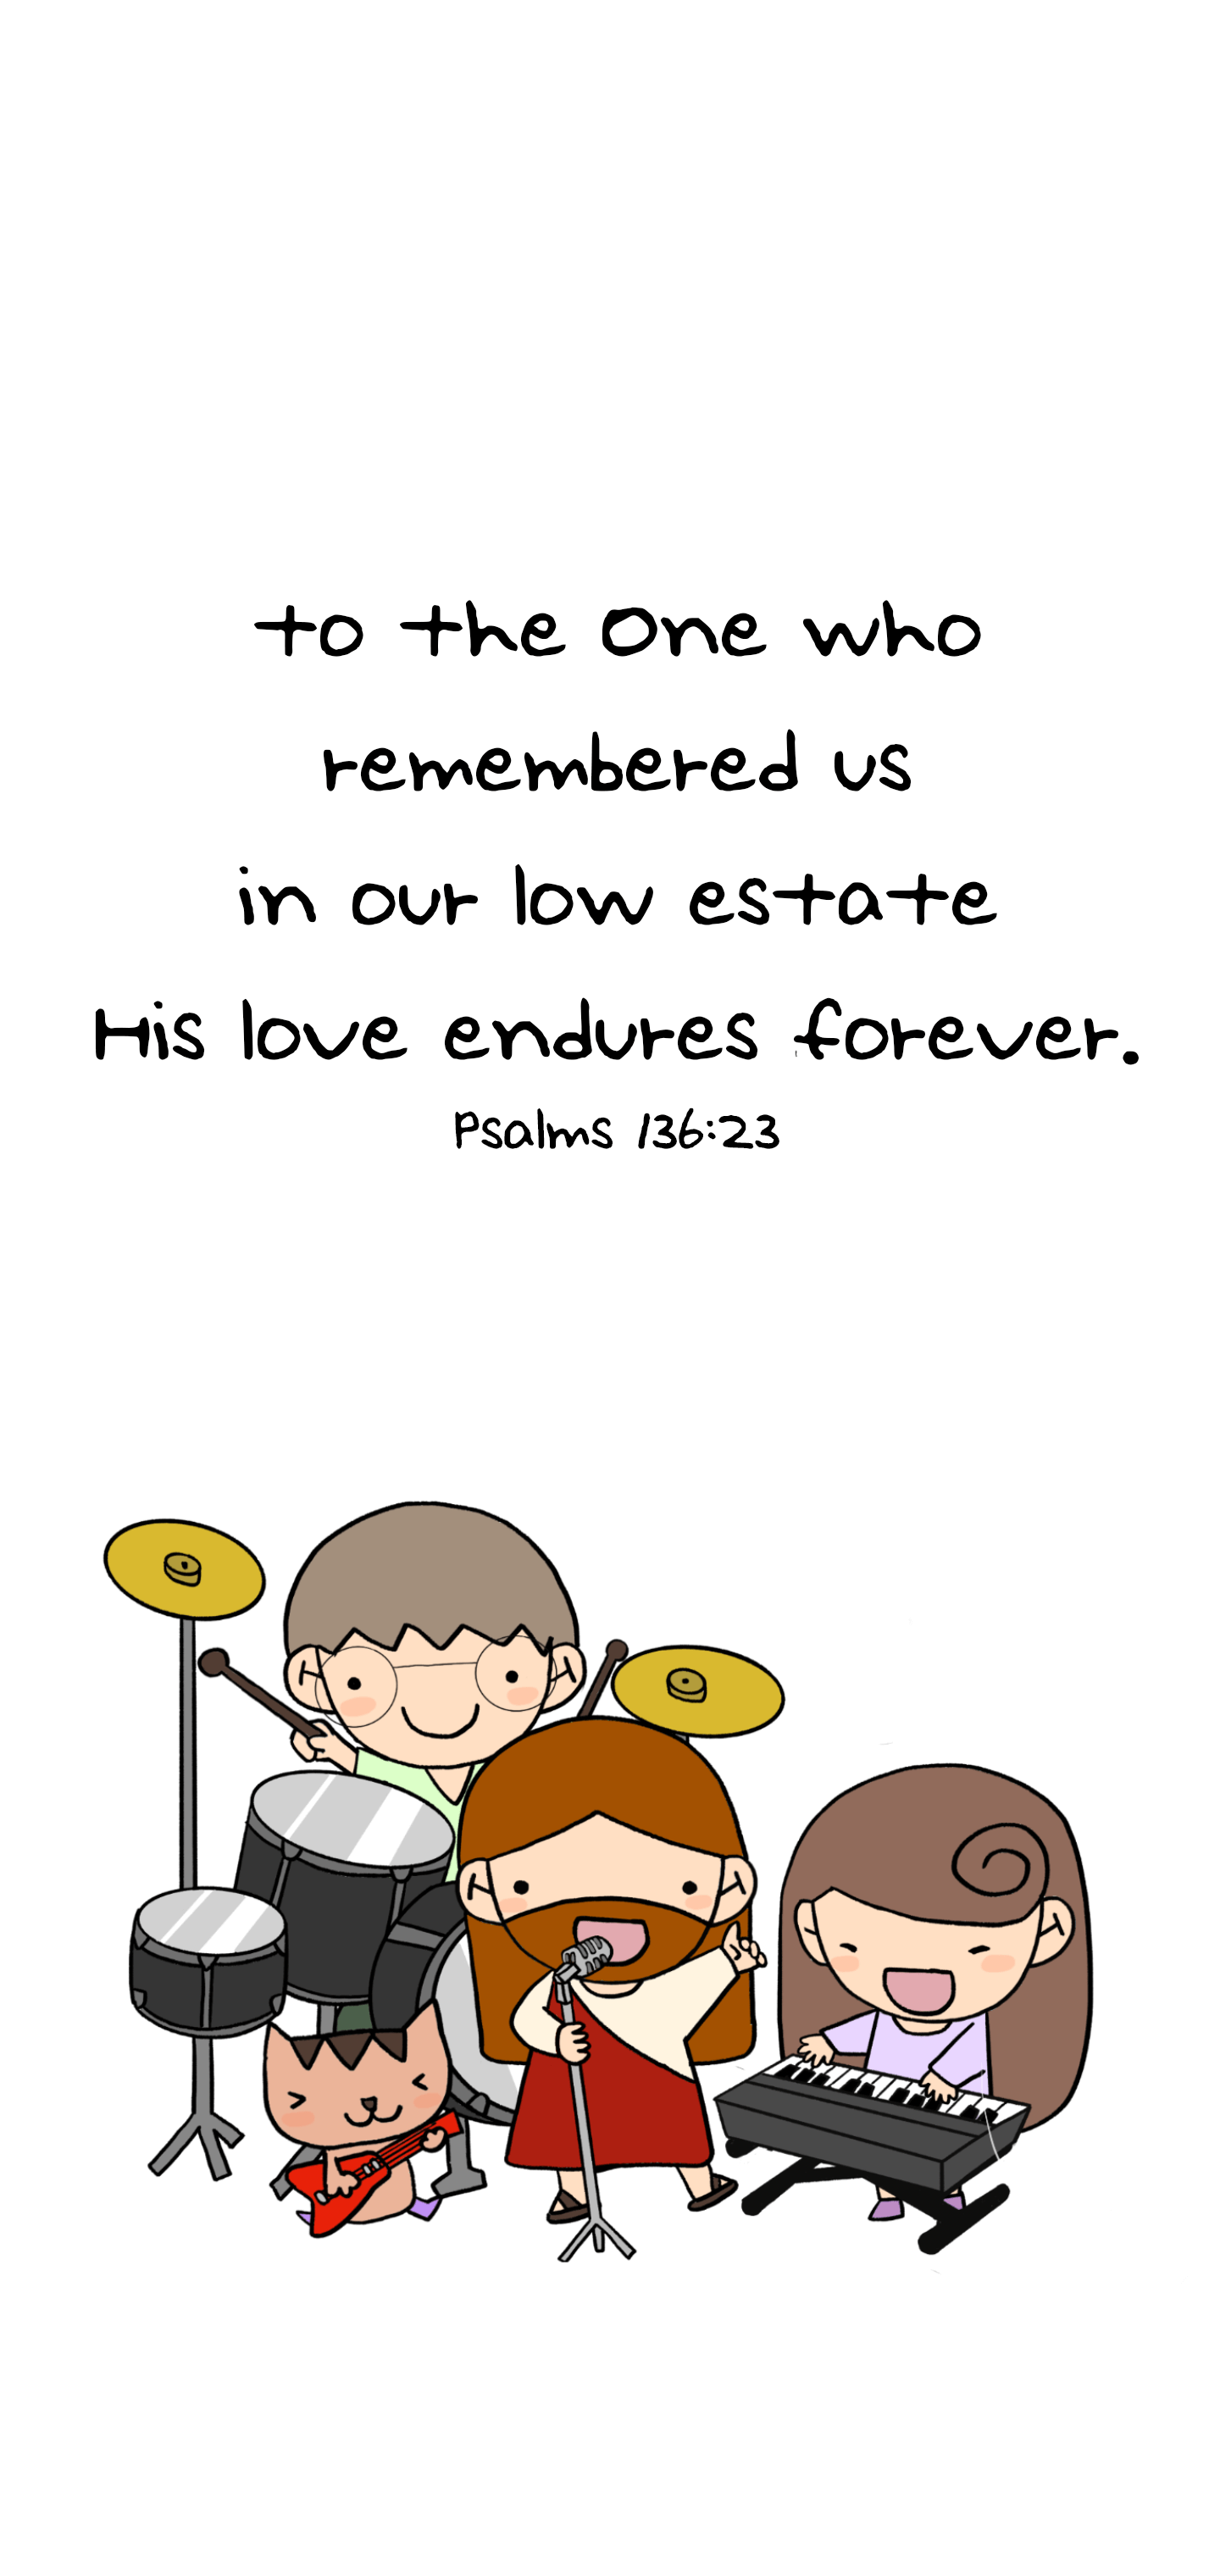 to the One who
remembered us
in our low estate
His love endures forever.
Psalms 136:23